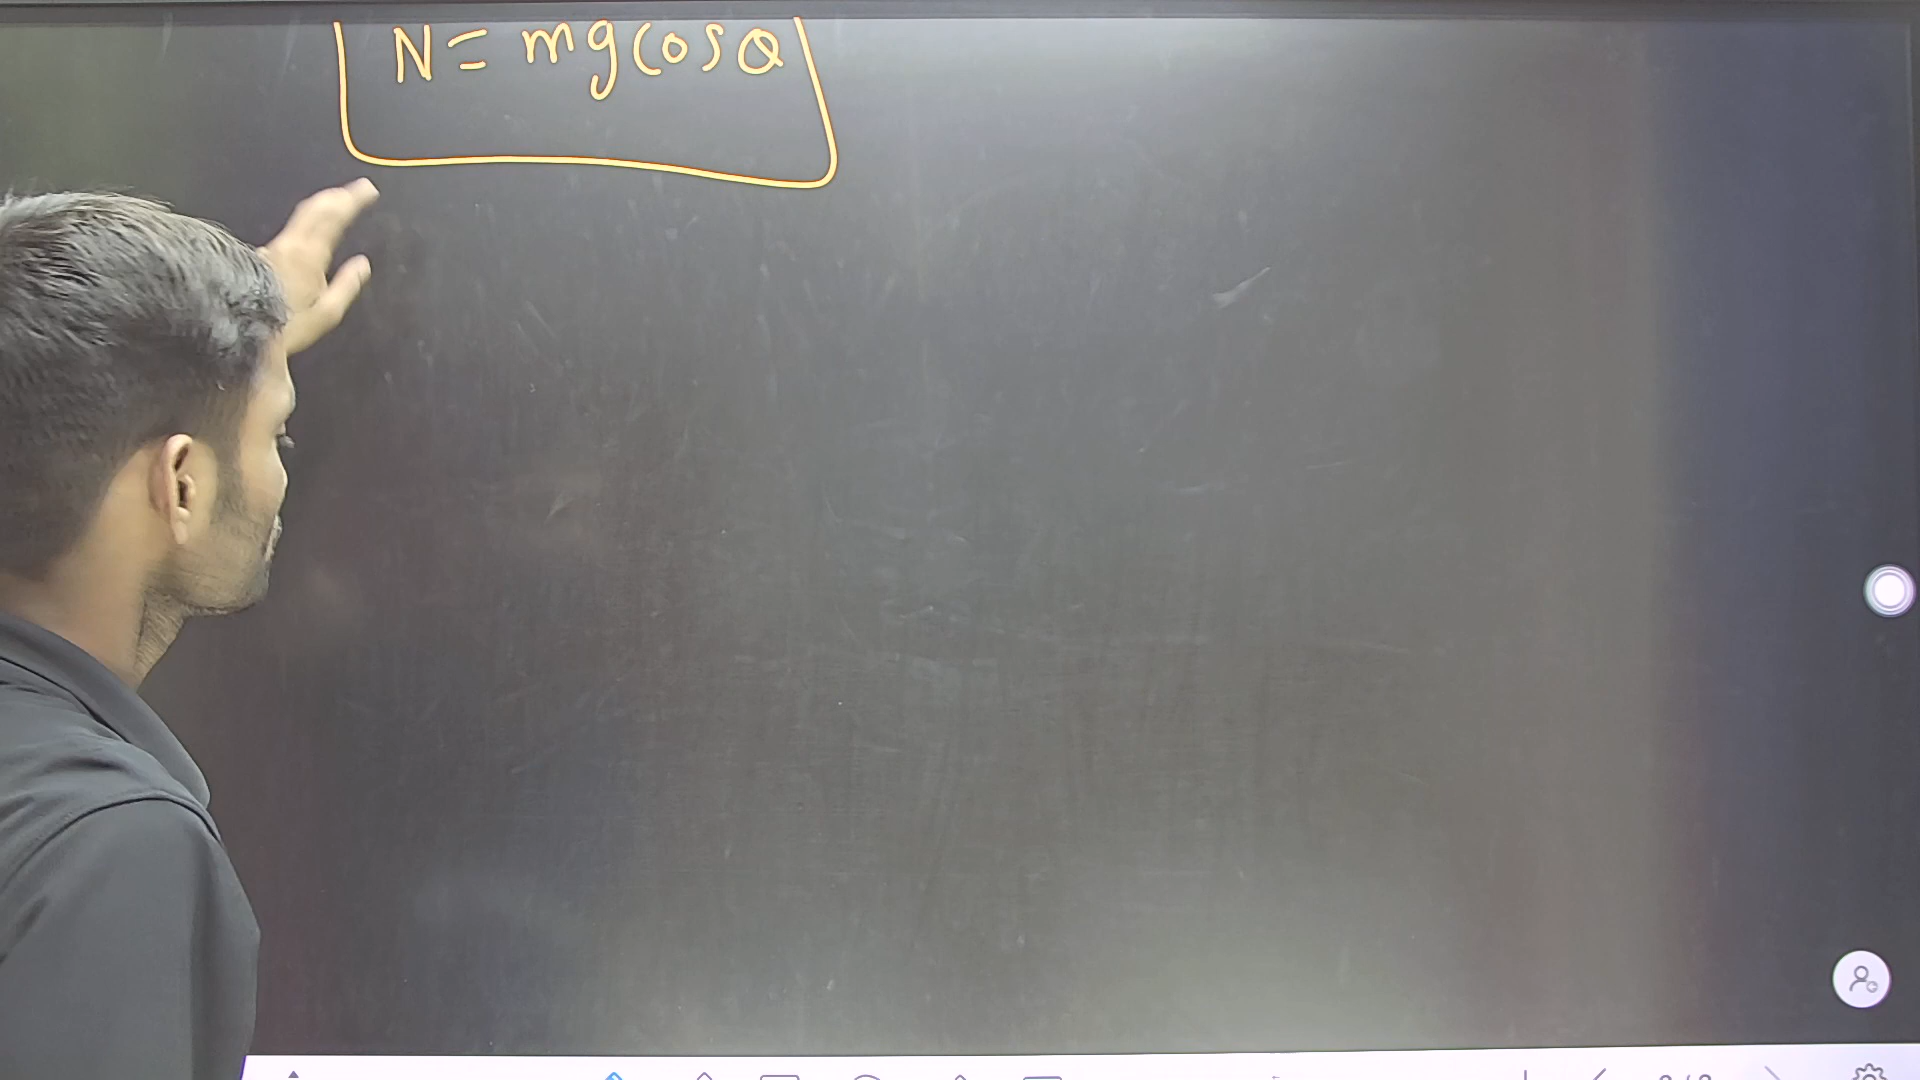 N = mg cos θ